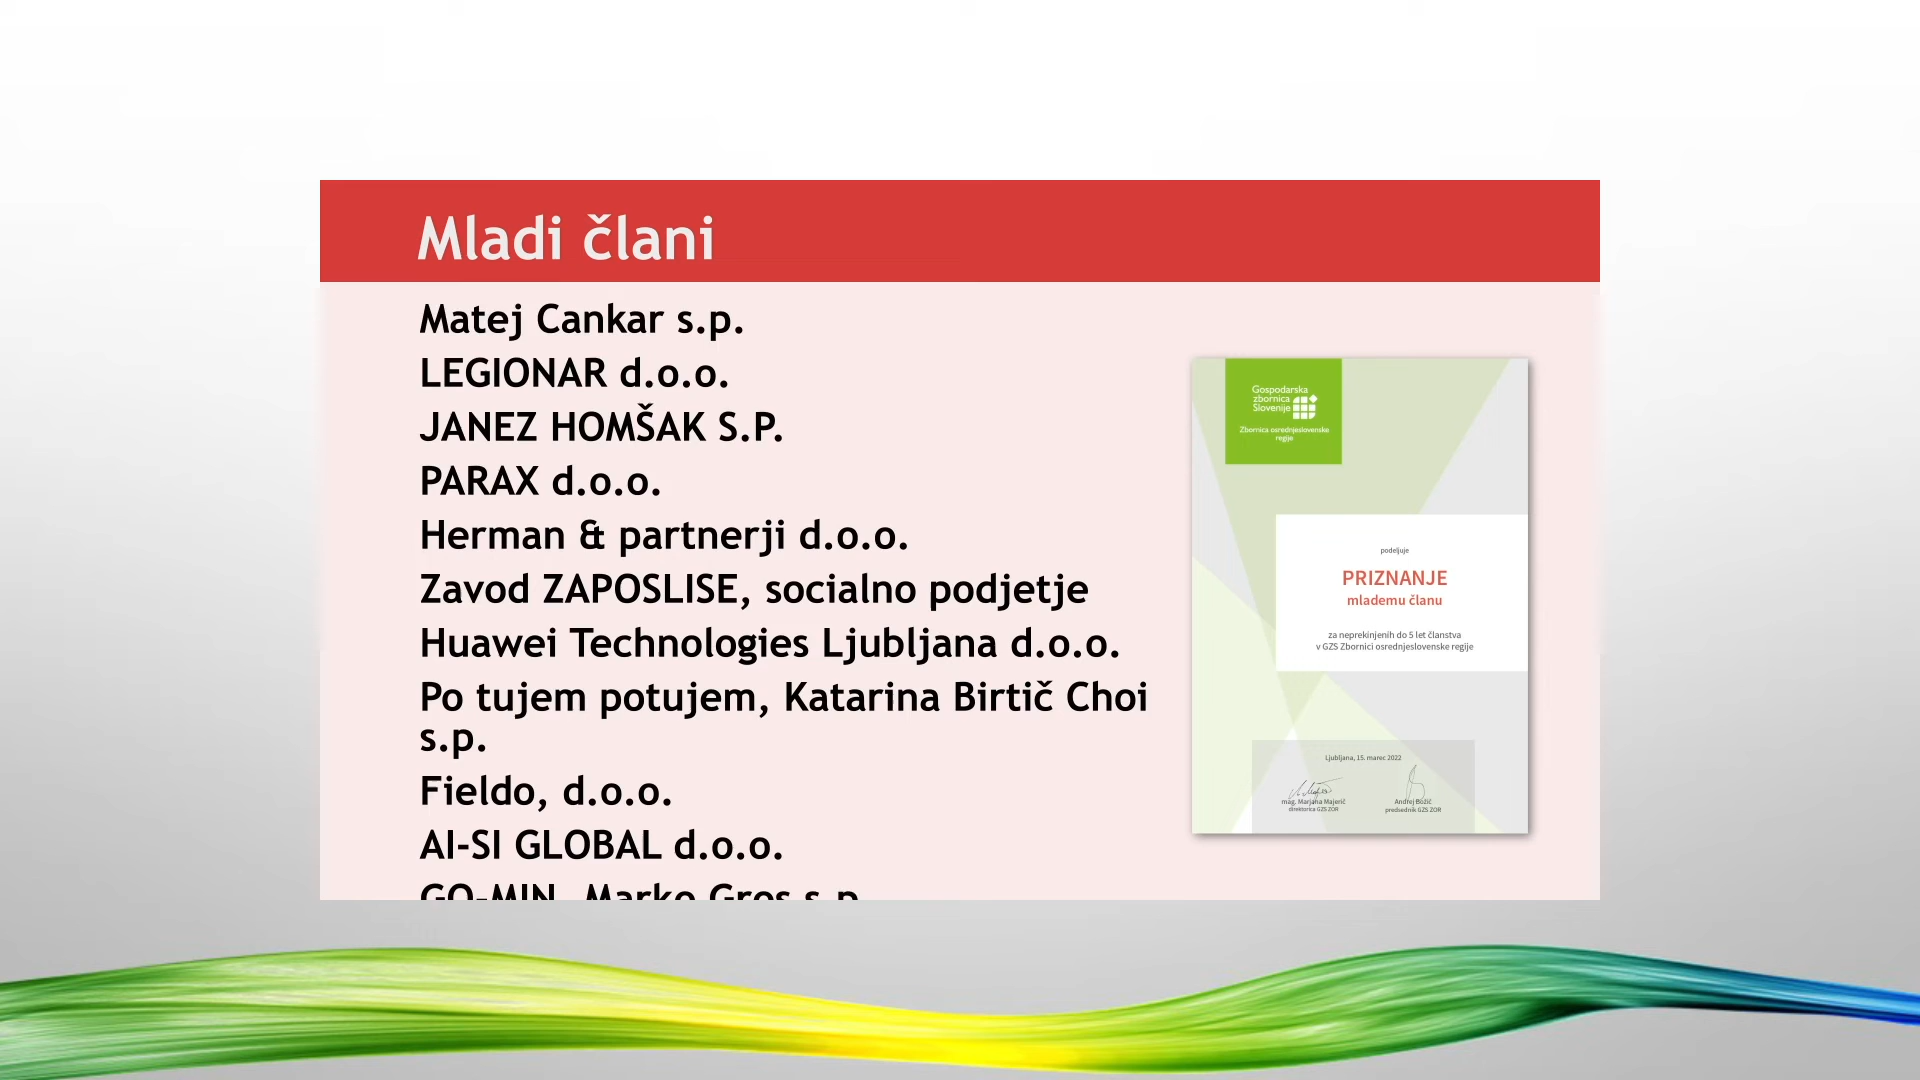 Mladi člani
Matej Cankar s.p.
LEGIONAR d.o.o.
JANEZ HOMŠAK S.P.
PARAX d.o.o.
Herman & partnerji d.o.o.
Zavod ZAPOSLISE, socialno podjetje
Huawei Technologies Ljubljana d.o.o.
Po tujem potujem, Katarina Birtič Choi
s.p.
Fieldo, d.o.o.
AI-SI GLOBAL d.o.o.
GO-MIN, Marko Gros s.p.
Gospodarska
zbornica
Slovenije
Zbornica osrednjeslovenske
regije
podeljuje
PRIZNANJE
mlademu članu
za neprekinjenih do 5 let članstva
v GZS Zbornici osrednjeslovenske regije
Ljubljana, 15. marec 2022
mag. Marjana Majerič
direktorica GZS ZOR
Andrej Božič
predsednik GZS ZOR